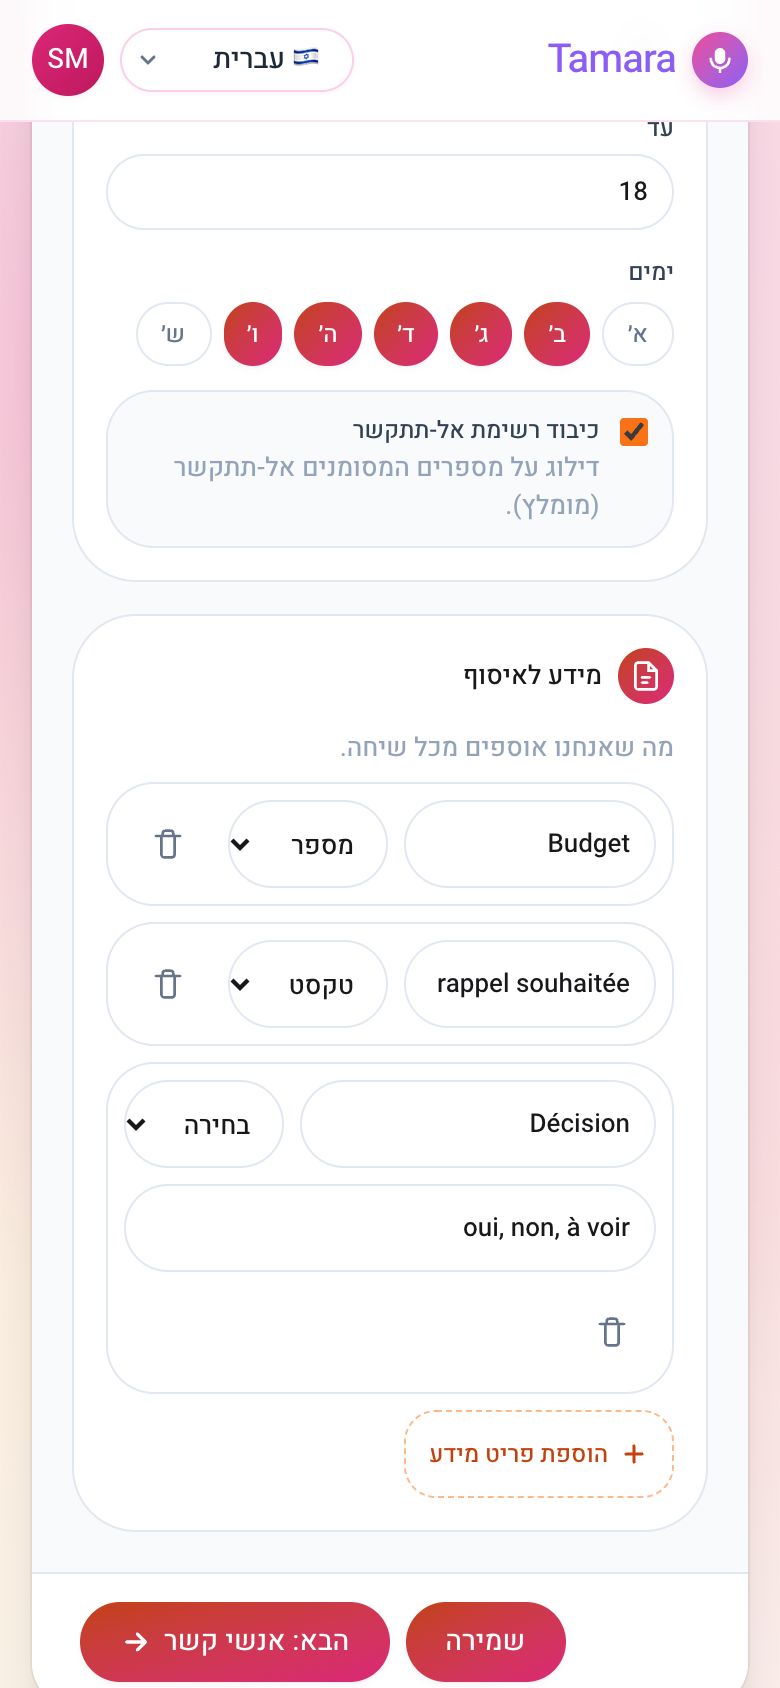 Tamara
🇮🇱 עברית
SM
עד
18
ימים
א׳
ב׳
ג׳
ד׳
ה׳
ו׳
ש׳
כיבוד רשימת אל-תתקשר
דילוג על מספרים המסומנים אל-תתקשר
(מומלץ).
מידע לאיסוף
מה שאנחנו אוספים מכל שיחה.
Budget
מספר
rappel souhaitée
טקסט
Décision
בחירה
oui, non, à voir
הוספת פריט מידע
שמירה
הבא: אנשי קשר →